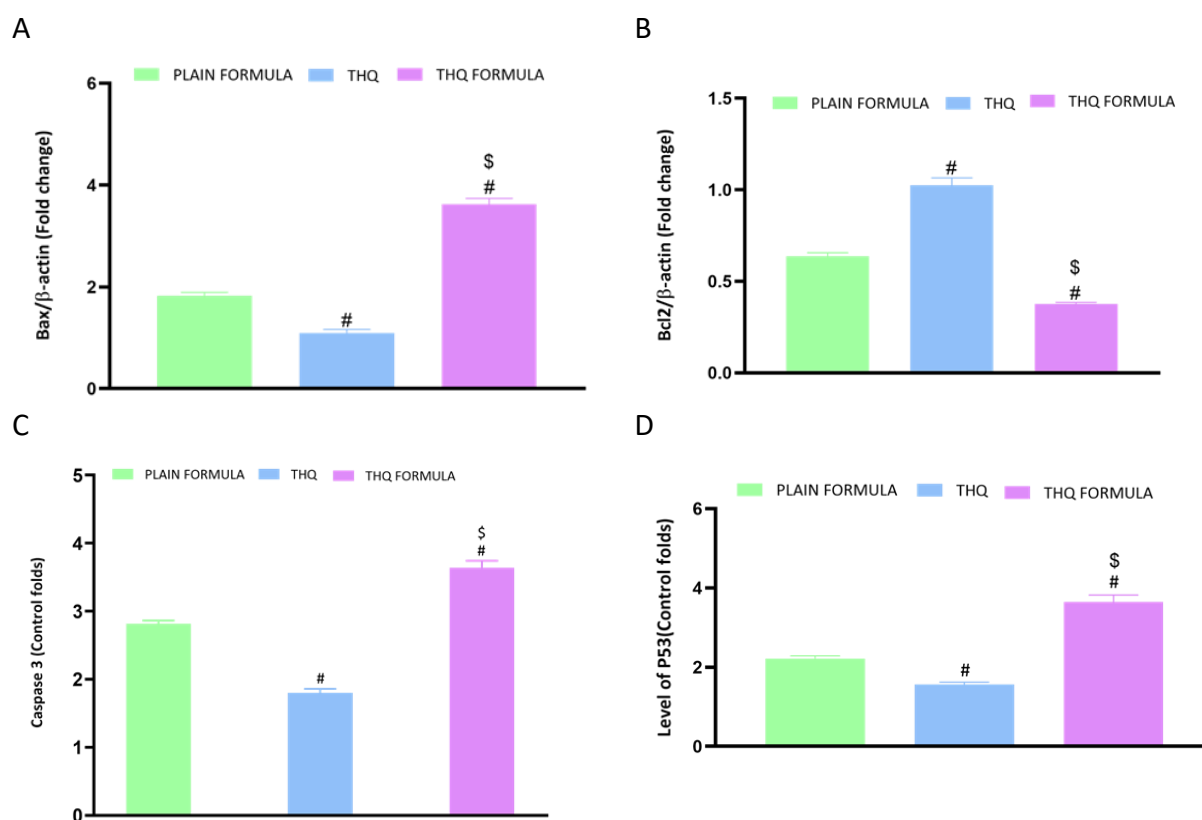 A
PLAIN FORMULA THQ THQ FORMULA
Bax/β-actin (Fold change)
6
4
2
0
#
$
#
B
PLAIN FORMULA THQ THQ FORMULA
Bcl2/β-actin (Fold change)
1.5
1.0
0.5
0.0
#
$
#
C
PLAIN FORMULA THQ THQ FORMULA
Caspase 3 (Control folds)
5
4
3
2
1
0
#
$
#
D
PLAIN FORMULA THQ THQ FORMULA
Level of P53(Control folds)
6
4
2
0
#
$
#